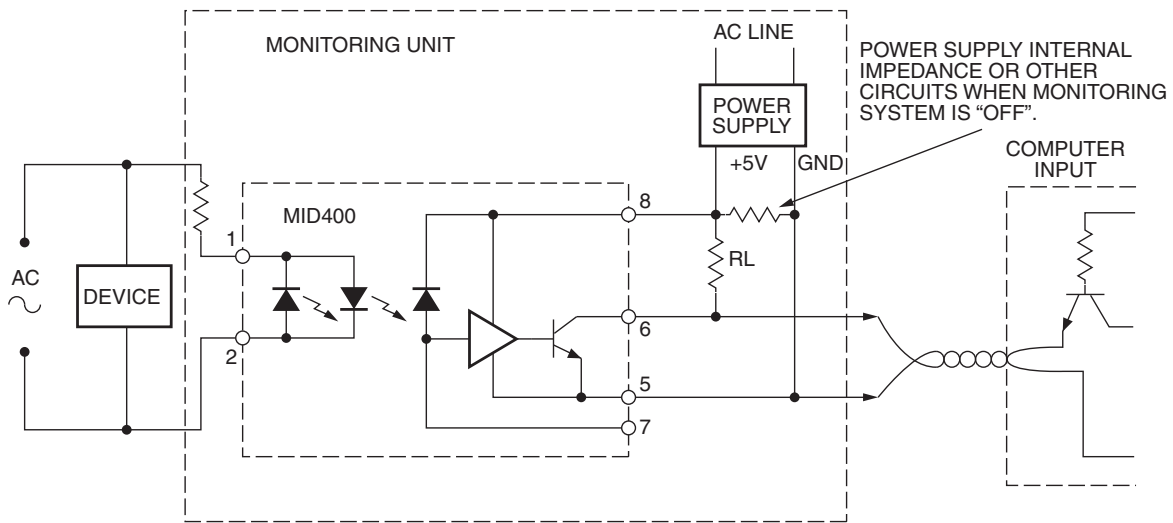 MONITORING UNIT
AC LINE
POWER SUPPLY INTERNAL
IMPEDANCE OR OTHER
CIRCUITS WHEN MONITORING
SYSTEM IS “OFF”.
POWER
SUPPLY
+5V
GND
COMPUTER
INPUT
MID400
8
1
RL
AC
DEVICE
6
2
5
7